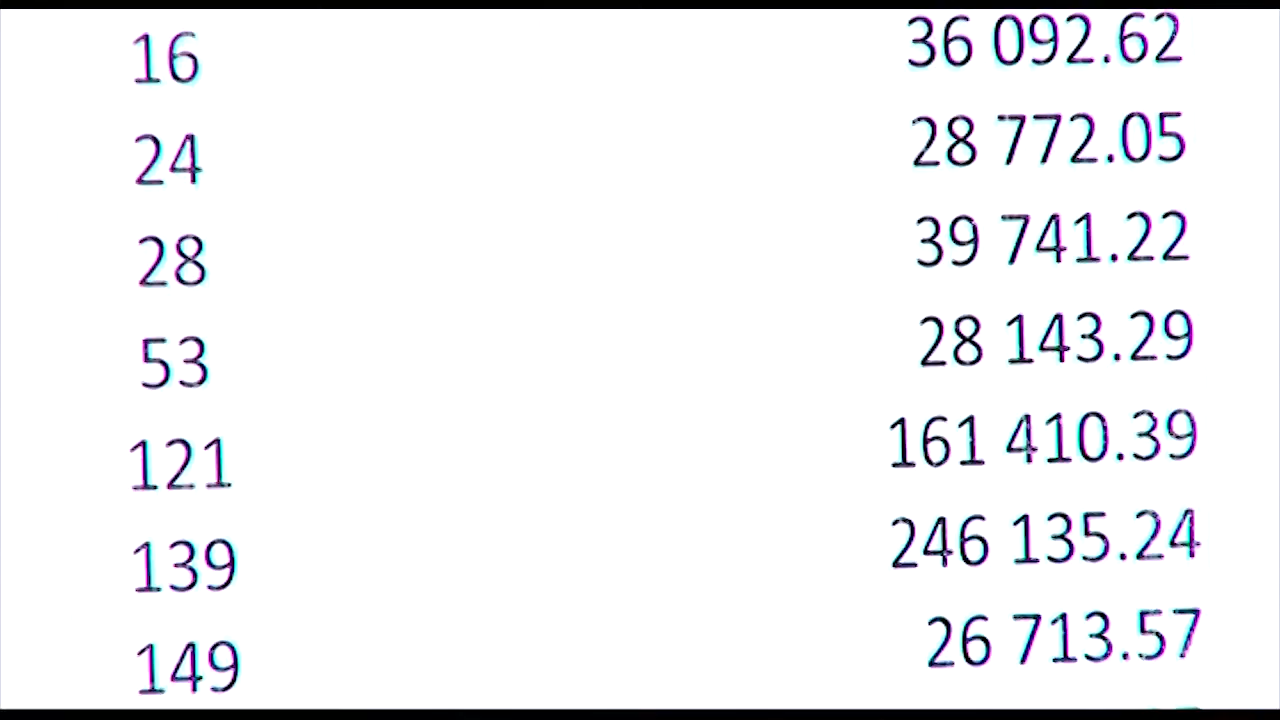 16 36 092.62
24 28 772.05
28 39 741.22
53 28 143.29
121 161 410.39
139 246 135.24
149 26 713.57